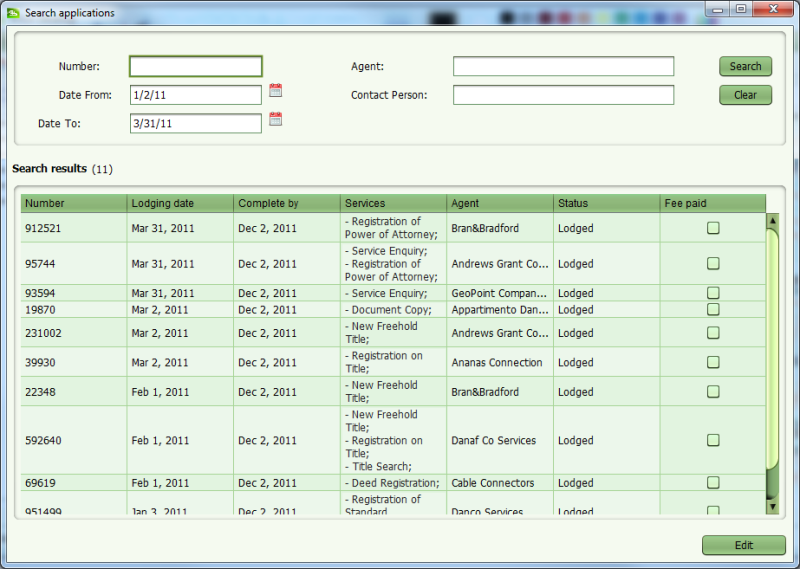 Search applications
Number:
Agent:
Search
Date From: 1/2/11
Contact Person:
Clear
Date To: 3/31/11
Search results (11)
Number Lodging date Complete by Services Agent Status Fee paid
912521 Mar 31, 2011 Dec 2, 2011 - Registration of
Power of Attorney; Bran&Bradford Lodged
95744 Mar 31, 2011 Dec 2, 2011 - Service Enquiry;
- Registration of
Power of Attorney; Andrews Grant Co... Lodged
93594 Mar 31, 2011 Dec 2, 2011 - Service Enquiry; GeoPoint Compan... Lodged
19870 Mar 2, 2011 Dec 2, 2011 - Document Copy; Appartimento Dan... Lodged
231002 Mar 2, 2011 Dec 2, 2011 - New Freehold
Title; Andrews Grant Co... Lodged
39930 Mar 2, 2011 Dec 2, 2011 - Registration on
Title; Ananas Connection Lodged
22348 Feb 1, 2011 Dec 2, 2011 - New Freehold
Title; Bran&Bradford Lodged
592640 Feb 1, 2011 Dec 2, 2011 - New Freehold
Title;
- Registration on
Title;
- Title Search; Danaf Co Services Lodged
69619 Feb 1, 2011 Dec 2, 2011 - Deed Registration; Cable Connectors Lodged
951499 Jan 3, 2011 Dec 2, 2011 - Registration of
Standard Danco Services Lodged
Edit